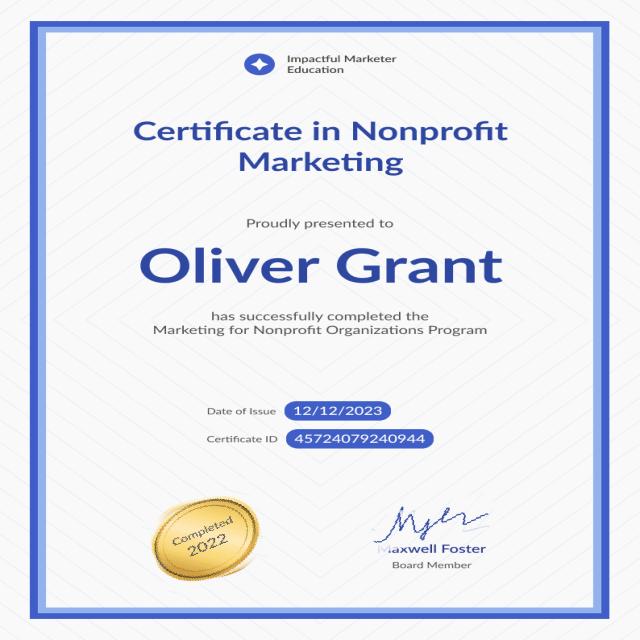 Impactful Marketer
Education
Certificate in Nonprofit
Marketing
Proudly presented to
Oliver Grant
has successfully completed the
Marketing for Nonprofit Organizations Program
Date of Issue 12/12/2023
Certificate ID 45724079240944
Completed
2022
Maxwell Foster
Board Member